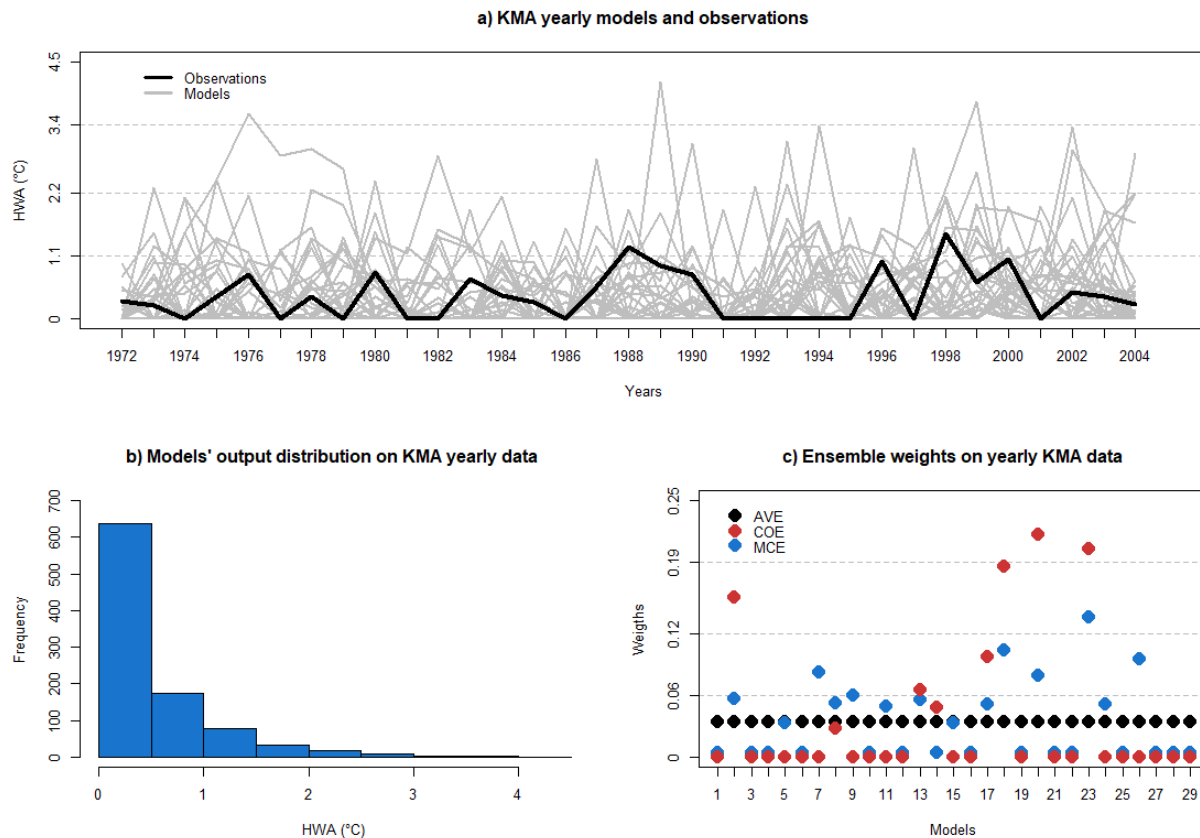 a) KMA yearly models and observations
HWA (°C)
4.5
3.4
2.2
1.1
0
Observations
Models
1972 1974 1976 1978 1980 1982 1984 1986 1988 1990 1992 1994 1996 1998 2000 2002 2004
Years
b) Models' output distribution on KMA yearly data
Frequency
700
600
500
400
300
200
100
0
0 1 2 3 4
HWA (°C)
c) Ensemble weights on yearly KMA data
Weigths
0.25
0.19
0.12
0.06
0
AVE
COE
MCE
1 3 5 7 9 11 13 15 17 19 21 23 25 27 29
Models